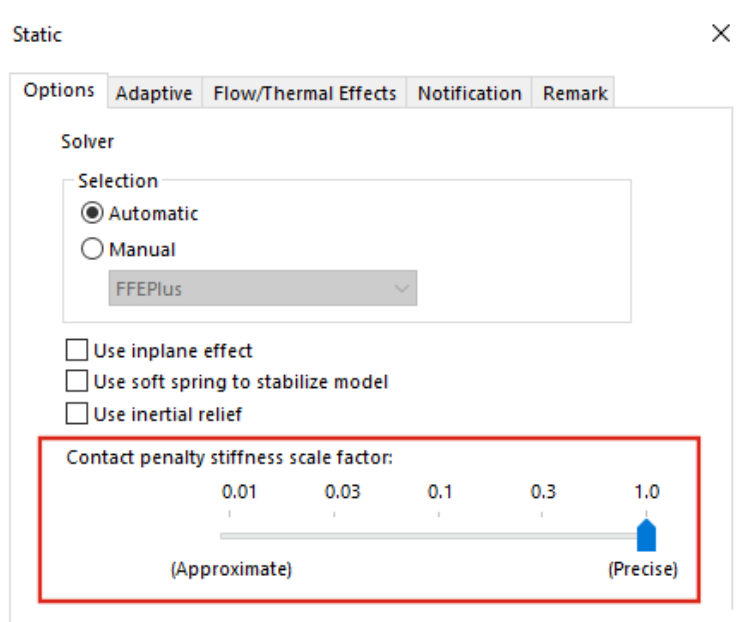 Static
Options Adaptive Flow/Thermal Effects Notification Remark
Solver
Selection
Automatic
Manual
FFEPlus
Use inplane effect
Use soft spring to stabilize model
Use inertial relief
Contact penalty stiffness scale factor:
0.01 0.03 0.1 0.3 1.0
(Approximate) (Precise)